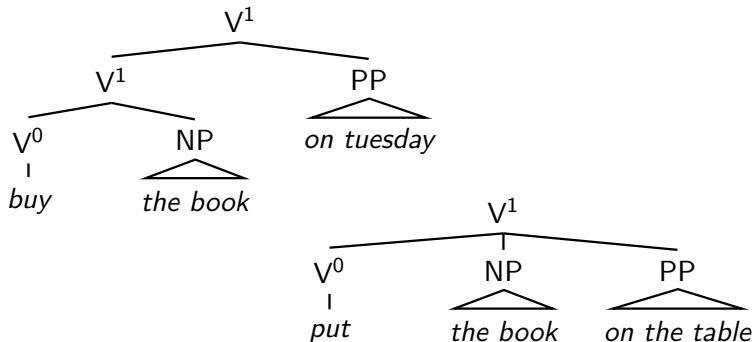 V¹
V¹ PP
V⁰ NP on tuesday
buy the book
V¹
V⁰ NP PP
put the book on the table